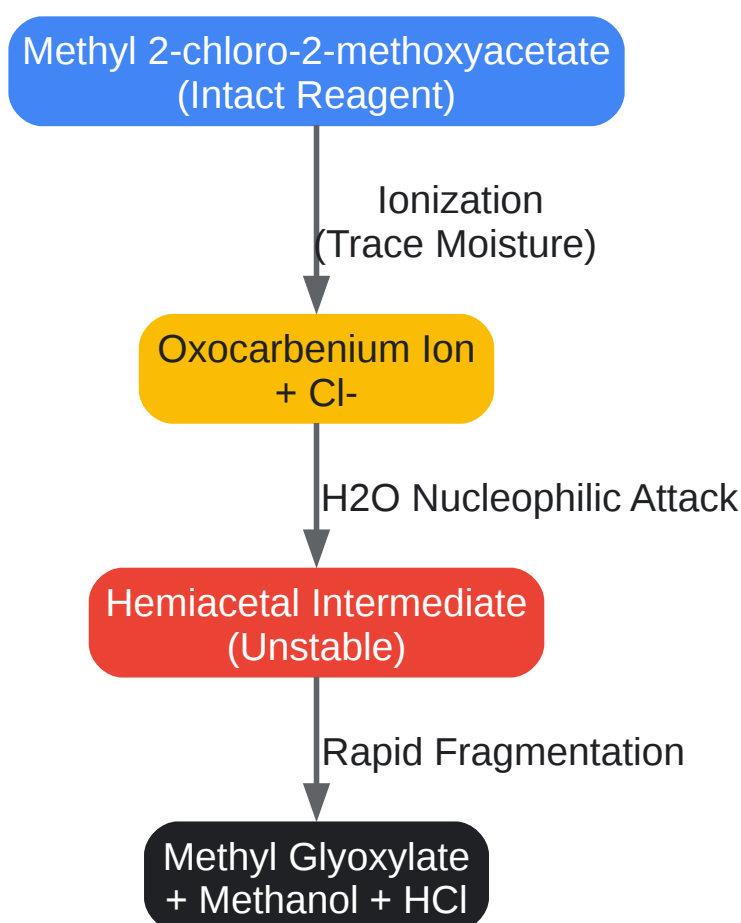 Methyl 2-chloro-2-methoxyacetate
(Intact Reagent)
Ionization
(Trace Moisture)
Oxocarbenium Ion
+ Cl-
H2O Nucleophilic Attack
Hemiacetal Intermediate
(Unstable)
Rapid Fragmentation
Methyl Glyoxylate
+ Methanol + HCl